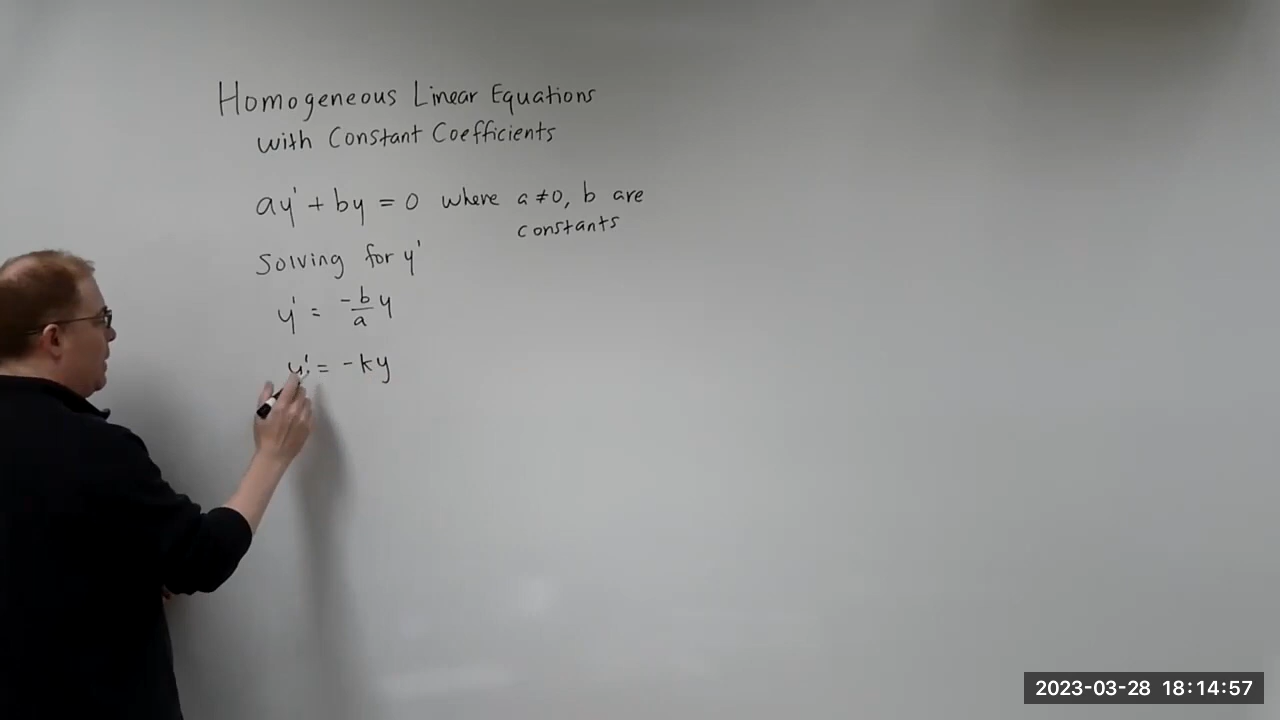 Homogeneous Linear Equations
with Constant Coefficients
ay' + by = 0 where a ≠ 0, b are
constants
Solving for y'
y' = -b/a y
y' = -ky
2023-03-28 18:14:57